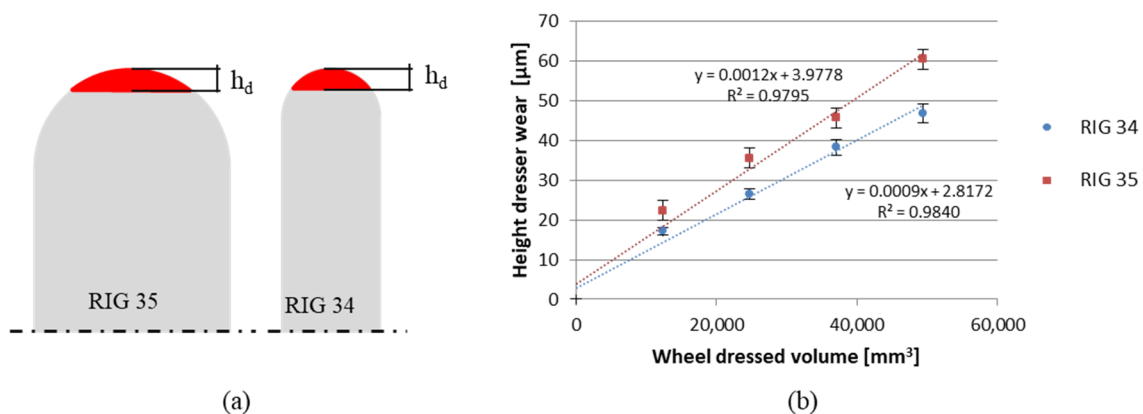 h_d
h_d
RIG 35
RIG 34
(a)
Height dresser wear [µm]
70
60
50
40
30
20
10
0
y = 0.0012x + 3.9778
R² = 0.9795
y = 0.0009x + 2.8172
R² = 0.9840
0 20,000 40,000 60,000
Wheel dressed volume [mm³]
RIG 34
RIG 35
(b)